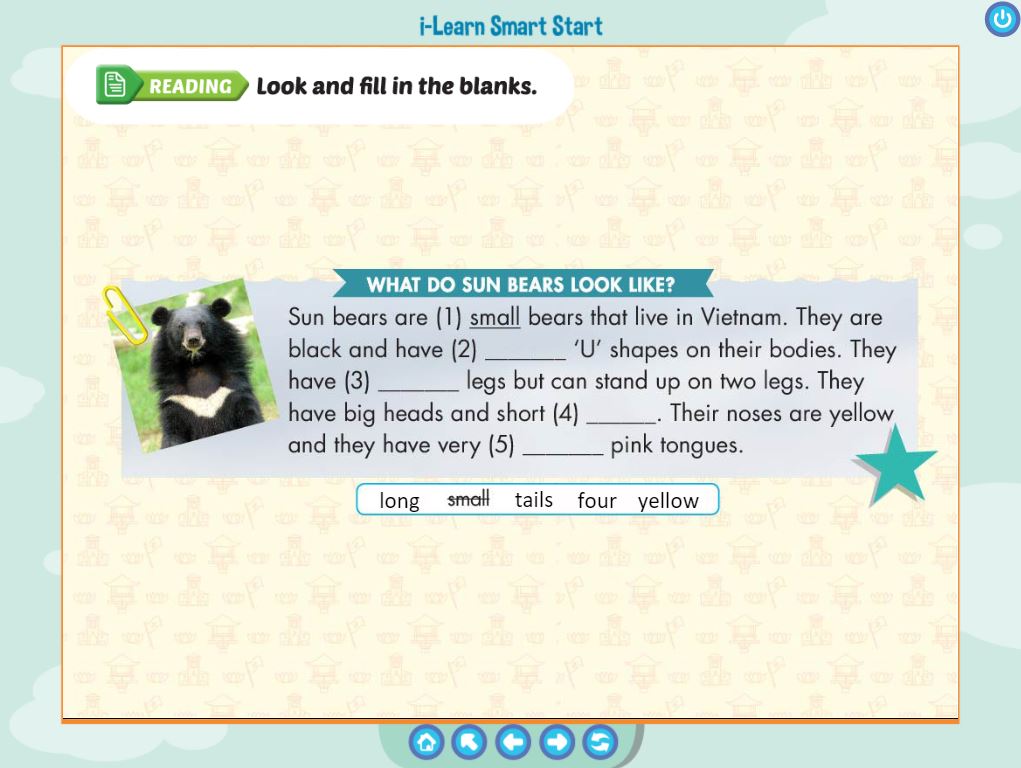 i-Learn Smart Start
READING Look and fill in the blanks.
WHAT DO SUN BEARS LOOK LIKE?
Sun bears are (1) small bears that live in Vietnam. They are
black and have (2) _______ ‘U’ shapes on their bodies. They
have (3) _______ legs but can stand up on two legs. They
have big heads and short (4) ______. Their noses are yellow
and they have very (5) _______ pink tongues.
long small tails four yellow